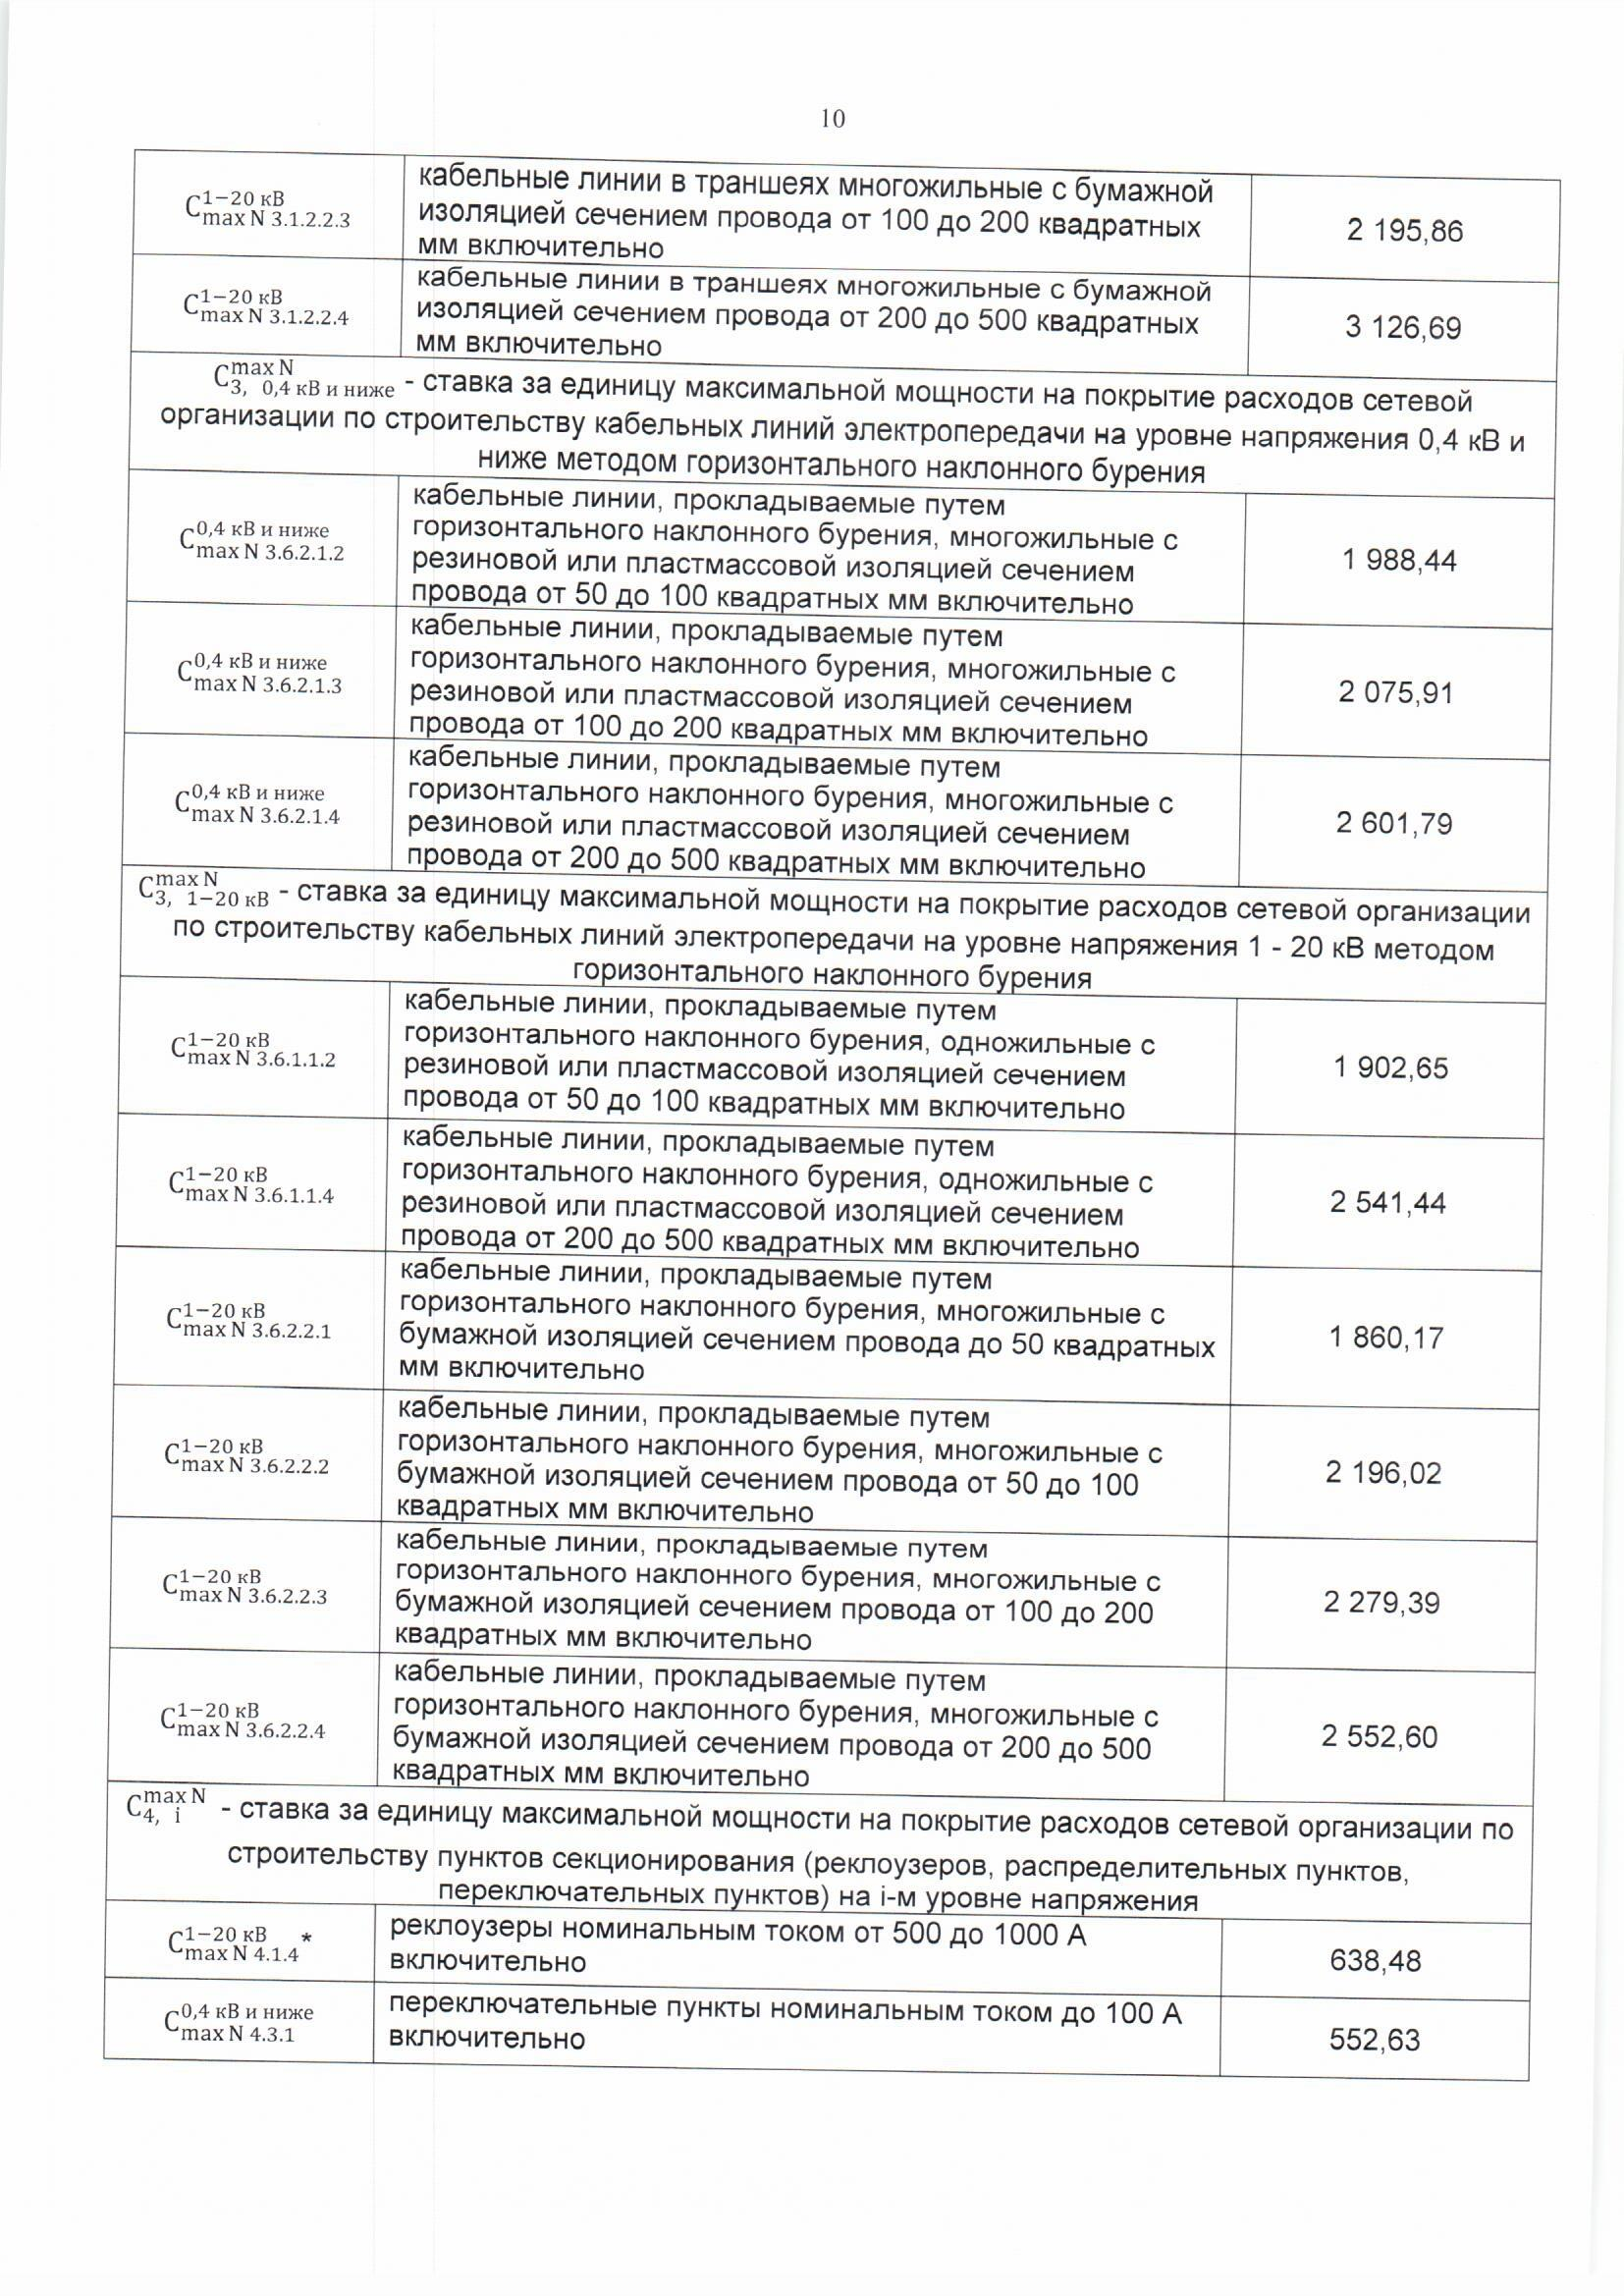 10
C 1–20 кВ max N 3.1.2.2.3
кабельные линии в траншеях многожильные с бумажной
изоляцией сечением провода от 100 до 200 квадратных
мм включительно
2 195,86
C 1–20 кВ max N 3.1.2.2.4
кабельные линии в траншеях многожильные с бумажной
изоляцией сечением провода от 200 до 500 квадратных
мм включительно
3 126,69
C max N 3, 0,4 кВ и ниже - ставка за единицу максимальной мощности на покрытие расходов сетевой
организации по строительству кабельных линий электропередачи на уровне напряжения 0,4 кВ и
ниже методом горизонтального наклонного бурения
C 0,4 кВ и ниже max N 3.6.2.1.2
кабельные линии, прокладываемые путем
горизонтального наклонного бурения, многожильные с
резиновой или пластмассовой изоляцией сечением
провода от 50 до 100 квадратных мм включительно
1 988,44
C 0,4 кВ и ниже max N 3.6.2.1.3
кабельные линии, прокладываемые путем
горизонтального наклонного бурения, многожильные с
резиновой или пластмассовой изоляцией сечением
провода от 100 до 200 квадратных мм включительно
2 075,91
C 0,4 кВ и ниже max N 3.6.2.1.4
кабельные линии, прокладываемые путем
горизонтального наклонного бурения, многожильные с
резиновой или пластмассовой изоляцией сечением
провода от 200 до 500 квадратных мм включительно
2 601,79
C max N 3, 1–20 кВ - ставка за единицу максимальной мощности на покрытие расходов сетевой организации
по строительству кабельных линий электропередачи на уровне напряжения 1 - 20 кВ методом
горизонтального наклонного бурения
C 1–20 кВ max N 3.6.1.1.2
кабельные линии, прокладываемые путем
горизонтального наклонного бурения, одножильные с
резиновой или пластмассовой изоляцией сечением
провода от 50 до 100 квадратных мм включительно
1 902,65
C 1–20 кВ max N 3.6.1.1.4
кабельные линии, прокладываемые путем
горизонтального наклонного бурения, одножильные с
резиновой или пластмассовой изоляцией сечением
провода от 200 до 500 квадратных мм включительно
2 541,44
C 1–20 кВ max N 3.6.2.2.1
кабельные линии, прокладываемые путем
горизонтального наклонного бурения, многожильные с
бумажной изоляцией сечением провода до 50 квадратных
мм включительно
1 860,17
C 1–20 кВ max N 3.6.2.2.2
кабельные линии, прокладываемые путем
горизонтального наклонного бурения, многожильные с
бумажной изоляцией сечением провода от 50 до 100
квадратных мм включительно
2 196,02
C 1–20 кВ max N 3.6.2.2.3
кабельные линии, прокладываемые путем
горизонтального наклонного бурения, многожильные с
бумажной изоляцией сечением провода от 100 до 200
квадратных мм включительно
2 279,39
C 1–20 кВ max N 3.6.2.2.4
кабельные линии, прокладываемые путем
горизонтального наклонного бурения, многожильные с
бумажной изоляцией сечением провода от 200 до 500
квадратных мм включительно
2 552,60
C max N 4, i - ставка за единицу максимальной мощности на покрытие расходов сетевой организации по
строительству пунктов секционирования (реклоузеров, распределительных пунктов,
переключательных пунктов) на i-м уровне напряжения
C 1–20 кВ max N 4.1.4 *
реклоузеры номинальным током от 500 до 1000 А
включительно
638,48
C 0,4 кВ и ниже max N 4.3.1
переключательные пункты номинальным током до 100 А
включительно
552,63